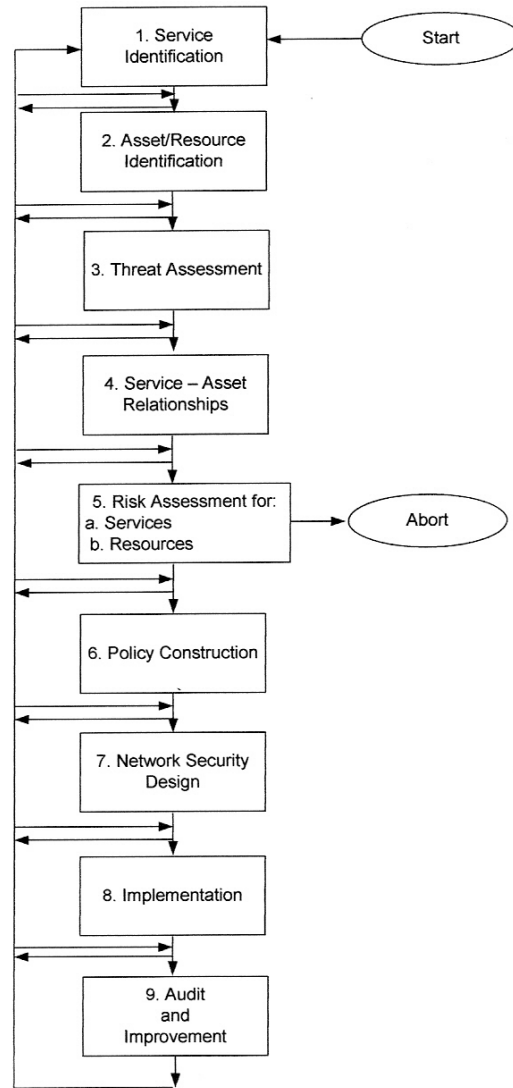 1. Service
Identification
Start
2. Asset/Resource
Identification
3. Threat Assessment
4. Service – Asset
Relationships
5. Risk Assessment for:
a. Services
b. Resources
Abort
6. Policy Construction
7. Network Security
Design
8. Implementation
9. Audit
and
Improvement